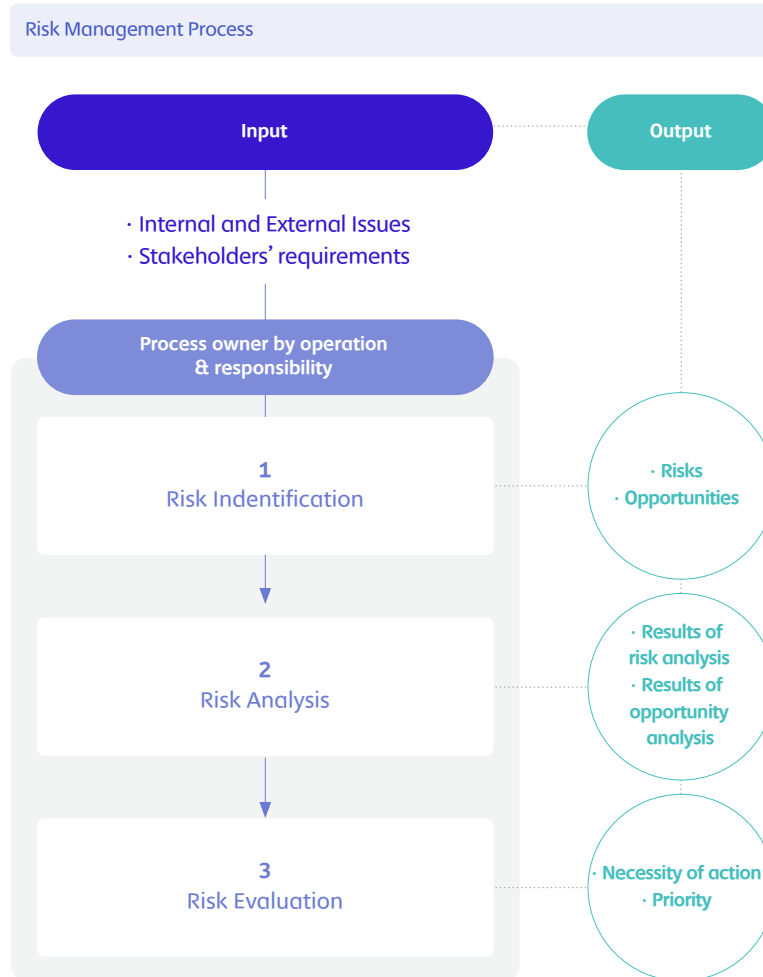 Risk Management Process
Input
Output
· Internal and External Issues
· Stakeholders’ requirements
Process owner by operation
& responsibility
1
Risk Indentification
· Risks
· Opportunities
2
Risk Analysis
· Results of
risk analysis
· Results of
opportunity
analysis
3
Risk Evaluation
· Necessity of action
· Priority